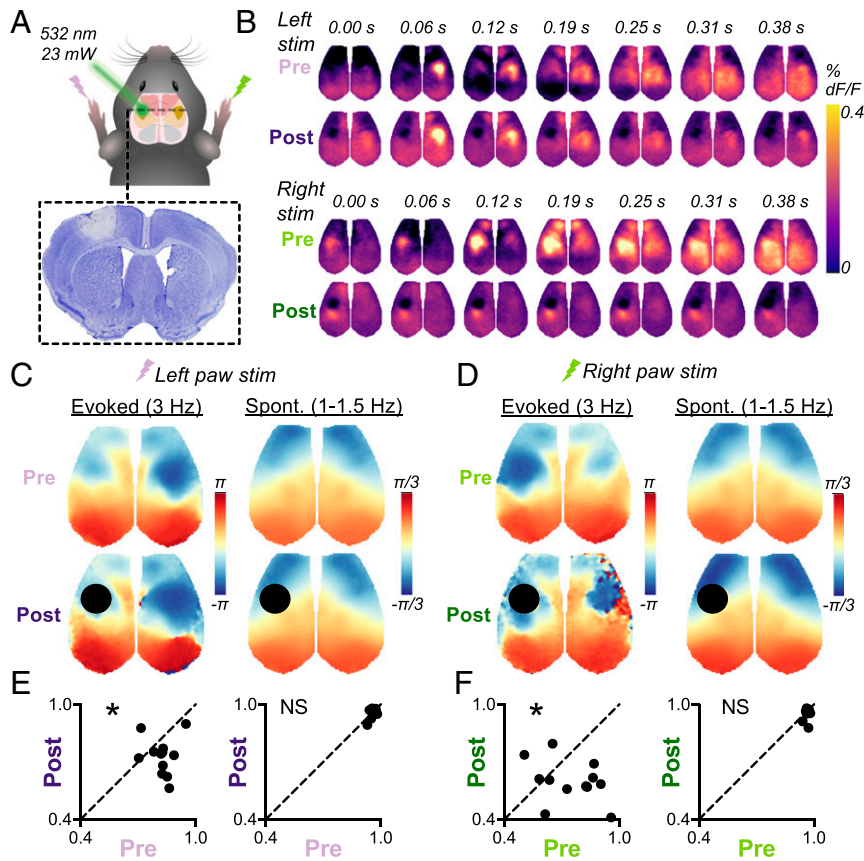 A
532 nm
23 mW
B
Left
stim
0.00 s 0.06 s 0.12 s 0.19 s 0.25 s 0.31 s 0.38 s
Pre
Post
%
dF/F
0.4
0
Right
stim
0.00 s 0.06 s 0.12 s 0.19 s 0.25 s 0.31 s 0.38 s
Pre
Post
C
Left paw stim
Evoked (3 Hz) Spont. (1-1.5 Hz)
Pre
π
-π
π/3
-π/3
Post
D
Right paw stim
Evoked (3 Hz) Spont. (1-1.5 Hz)
Pre
π
-π
π/3
-π/3
Post
E
1.0
*
Post
0.4
0.4 1.0
Pre
1.0
NS
Post
0.4
0.4 1.0
Pre
F
1.0
*
Post
0.4
0.4 1.0
Pre
1.0
NS
Post
0.4
0.4 1.0
Pre